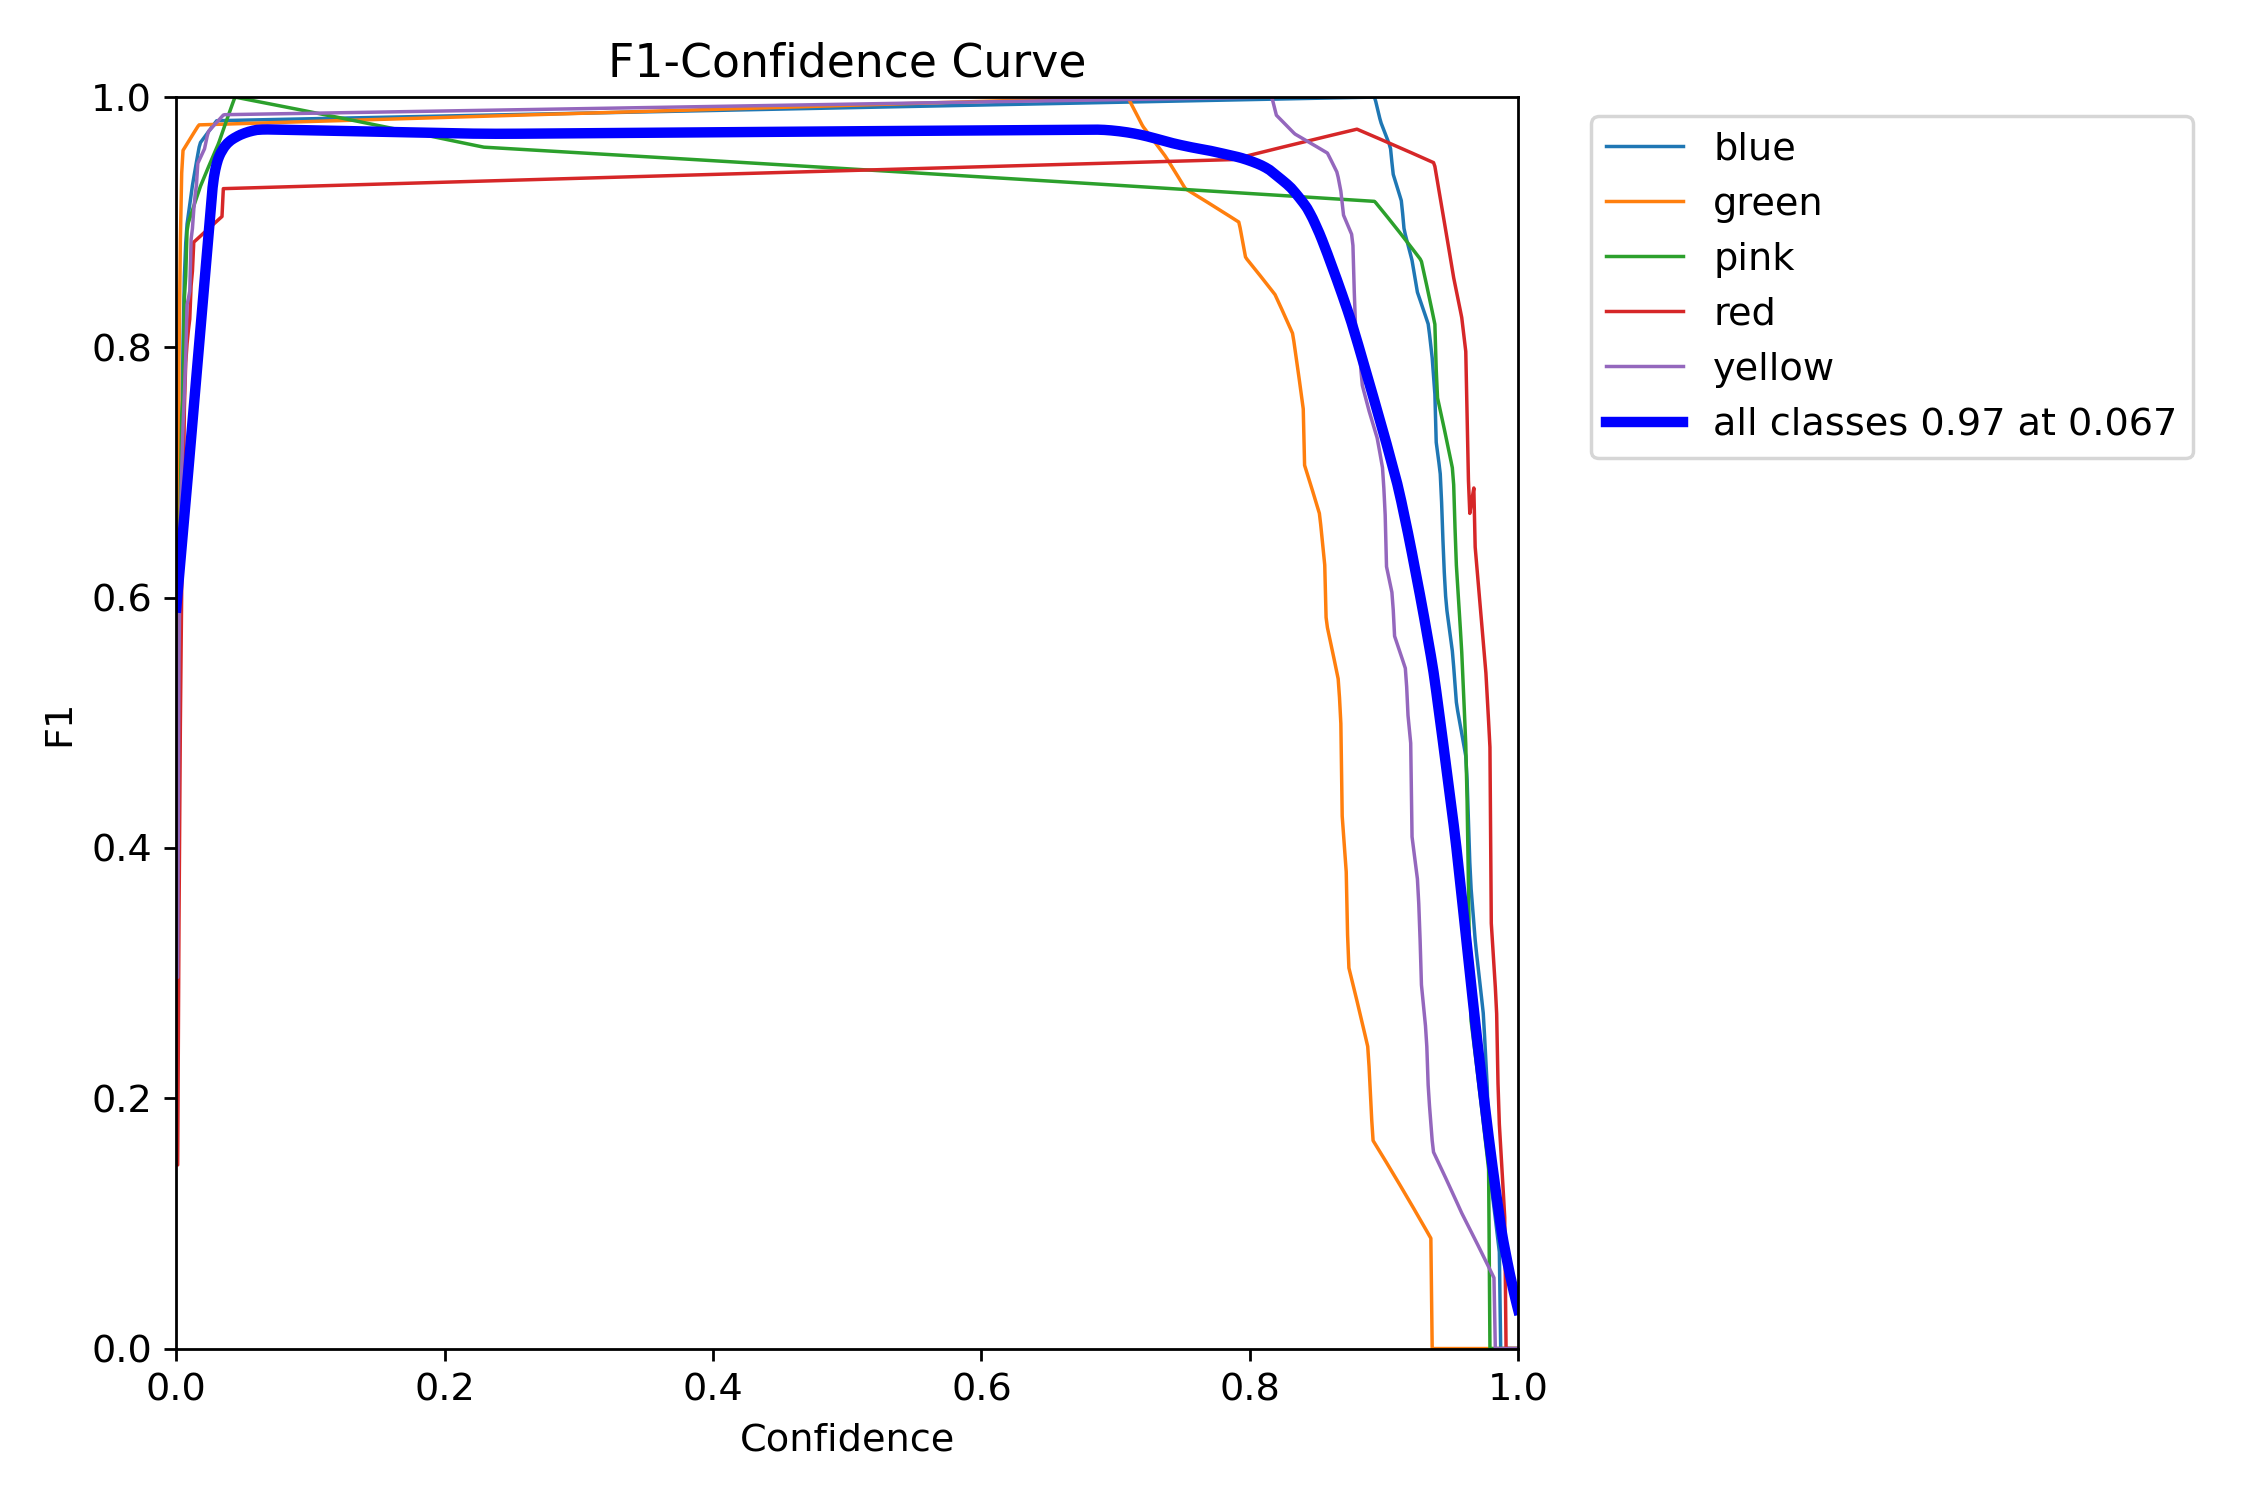 F1-Confidence Curve
1.0
0.8
0.6
0.4
0.2
0.0
F1
0.0 0.2 0.4 0.6 0.8 1.0
Confidence
blue
green
pink
red
yellow
all classes 0.97 at 0.067